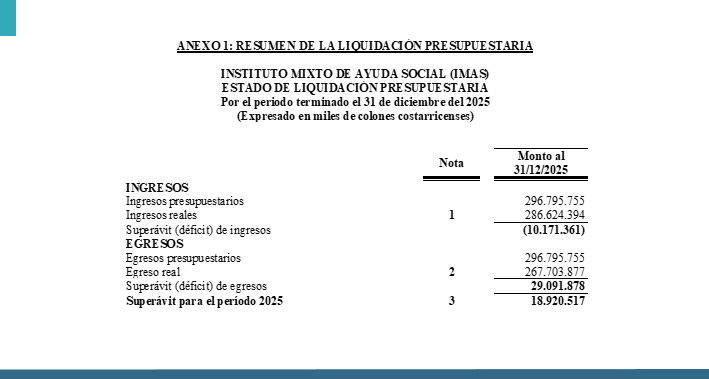 ANEXO 1: RESUMEN DE LA LIQUIDACIÓN PRESUPUESTARIA
INSTITUTO MIXTO DE AYUDA SOCIAL (IMAS)
ESTADO DE LIQUIDACIÓN PRESUPUESTARIA
Por el periodo terminado el 31 de diciembre del 2025
(Expresado en miles de colones costarricenses)
Nota Monto al 31/12/2025
INGRESOS
Ingresos presupuestarios 296.795.755
Ingresos reales 1 286.624.394
Superávit (déficit) de ingresos (10.171.361)
EGRESOS
Egresos presupuestarios 296.795.755
Egreso real 2 267.703.877
Superávit (déficit) de egresos 29.091.878
Superávit para el período 2025 3 18.920.517